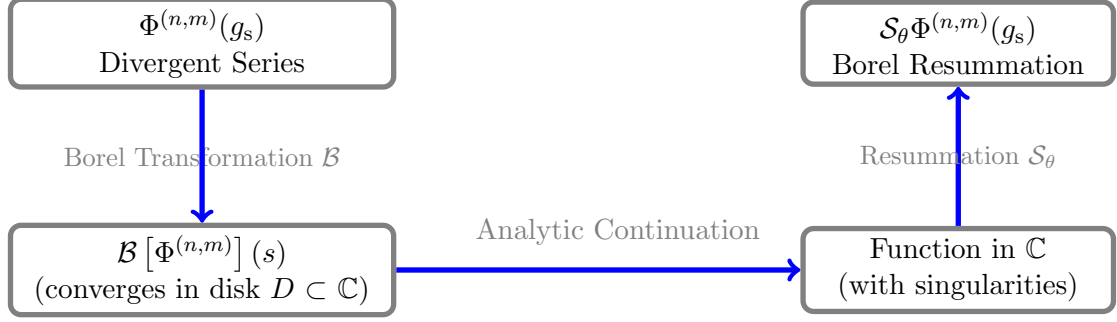 Φ^{(n,m)}(g_s)
Divergent Series
S_θΦ^{(n,m)}(g_s)
Borel Resummation
Borel Transformation B
Resummation S_θ
B [Φ^{(n,m)}] (s)
(converges in disk D ⊂ ℂ)
Analytic Continuation
Function in ℂ
(with singularities)